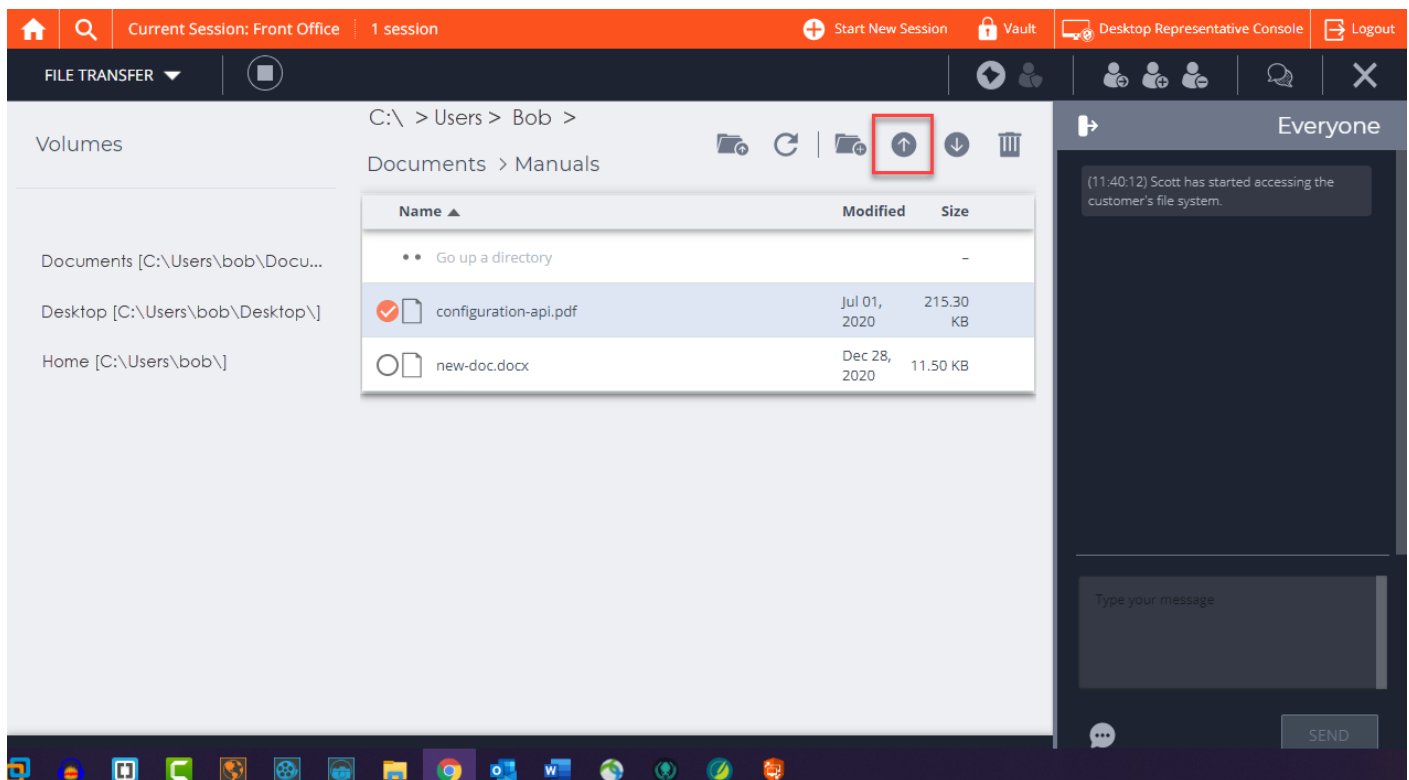 Current Session: Front Office 1 session Start New Session Vault Desktop Representative Console Logout
FILE TRANSFER
Volumes
C:\ > Users > Bob >
Documents > Manuals
Everyone
(11:40:12) Scott has started accessing the
customer's file system.
Name Modified Size
Go up a directory –
configuration-api.pdf Jul 01, 215.30
2020 KB
new-doc.docx Dec 28, 11.50 KB
2020
Documents [C:\Users\bob\Docu...
Desktop [C:\Users\bob\Desktop\]
Home [C:\Users\bob\]
Type your message
SEND